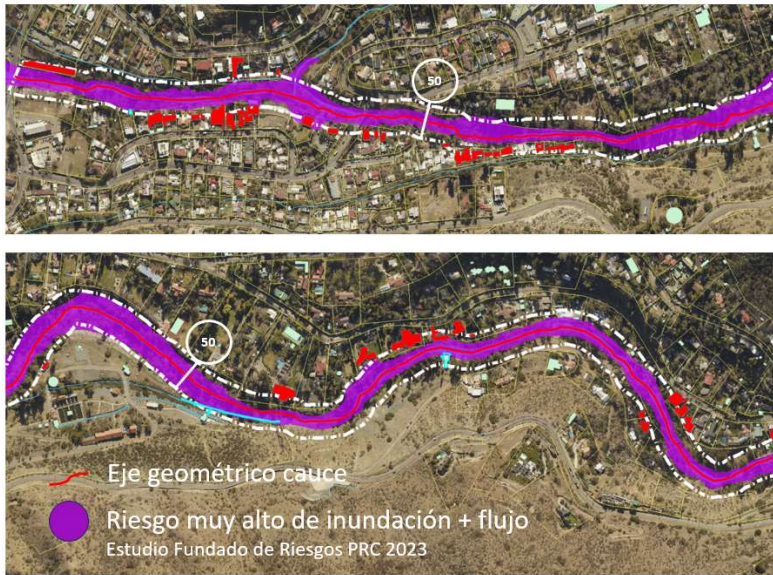 50
50
Eje geométrico cauce
Riesgo muy alto de inundación + flujo
Estudio Fundado de Riesgos PRC 2023